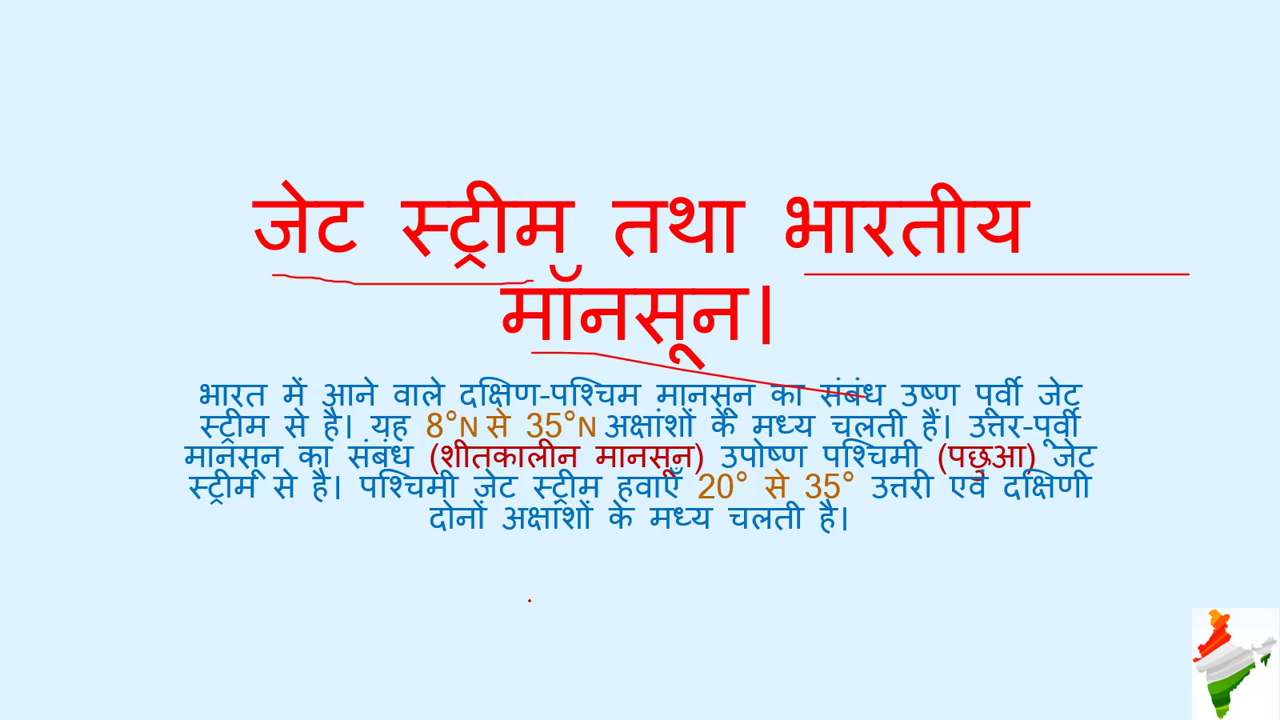 जेट स्ट्रीम तथा भारतीय
मॉनसून।
भारत में आने वाले दक्षिण-पश्चिम मानसून का संबंध उष्ण पूर्वी जेट
स्ट्रीम से है। यह 8°N से 35°N अक्षांशों के मध्य चलती हैं। उत्तर-पूर्वी
मानसून का संबंध (शीतकालीन मानसून) उपोष्ण पश्चिमी (पछुआ) जेट
स्ट्रीम से है। पश्चिमी जेट स्ट्रीम हवाएँ 20° से 35° उत्तरी एवं दक्षिणी
दोनों अक्षांशों के मध्य चलती है।